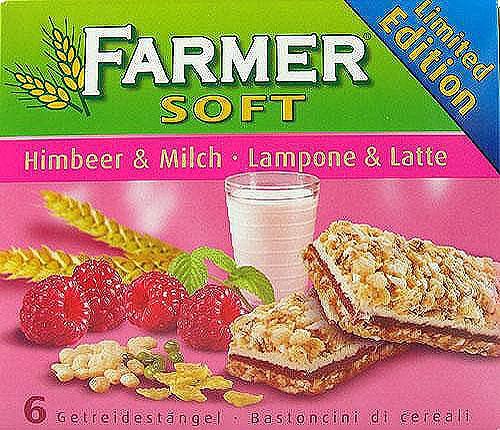 FARMER®
SOFT
Limited
Edition
Himbeer & Milch · Lampone & Latte
6 Getreidestängel · Bastoncini di cereali